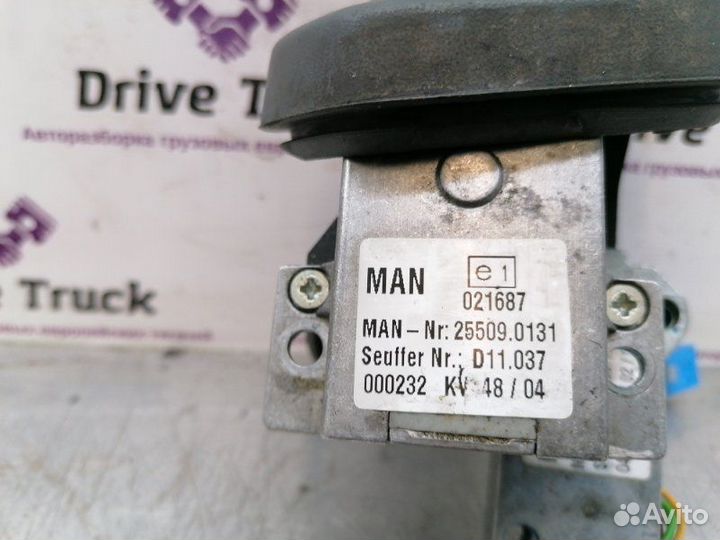 Drive T
Авторазборка грузовых
грузовых
Truck
MAN e1
021687
MAN-Nr: 25509.0131
Seuffer Nr.: D11.037
000232 KV 48/04
Avito